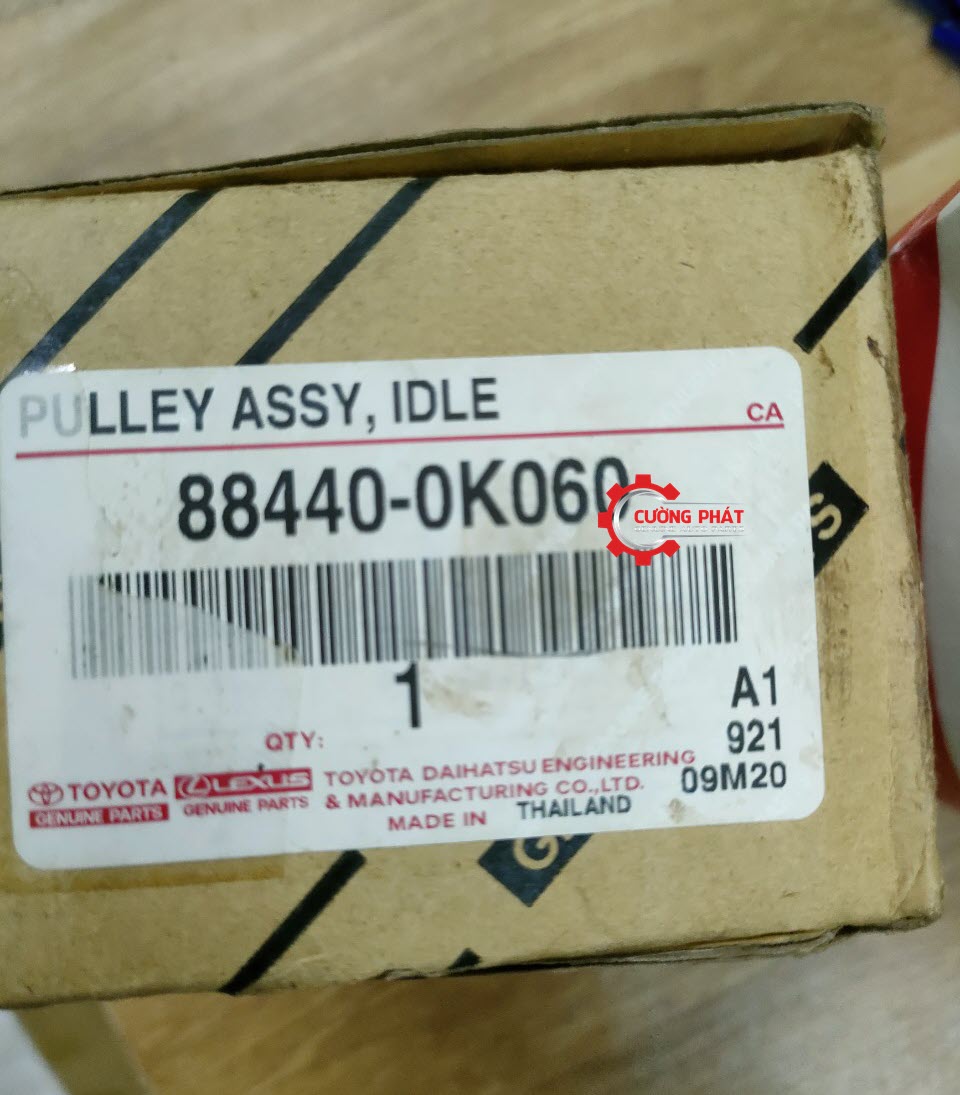 PULLEY ASSY, IDLE
CA
88440-0K060
CƯỜNG PHÁT
1
QTY:
A1
921
09M20
TOYOTA
GENUINE PARTS
LEXUS
GENUINE PARTS
TOYOTA DAIHATSU ENGINEERING
& MANUFACTURING CO.,LTD.
MADE IN THAILAND